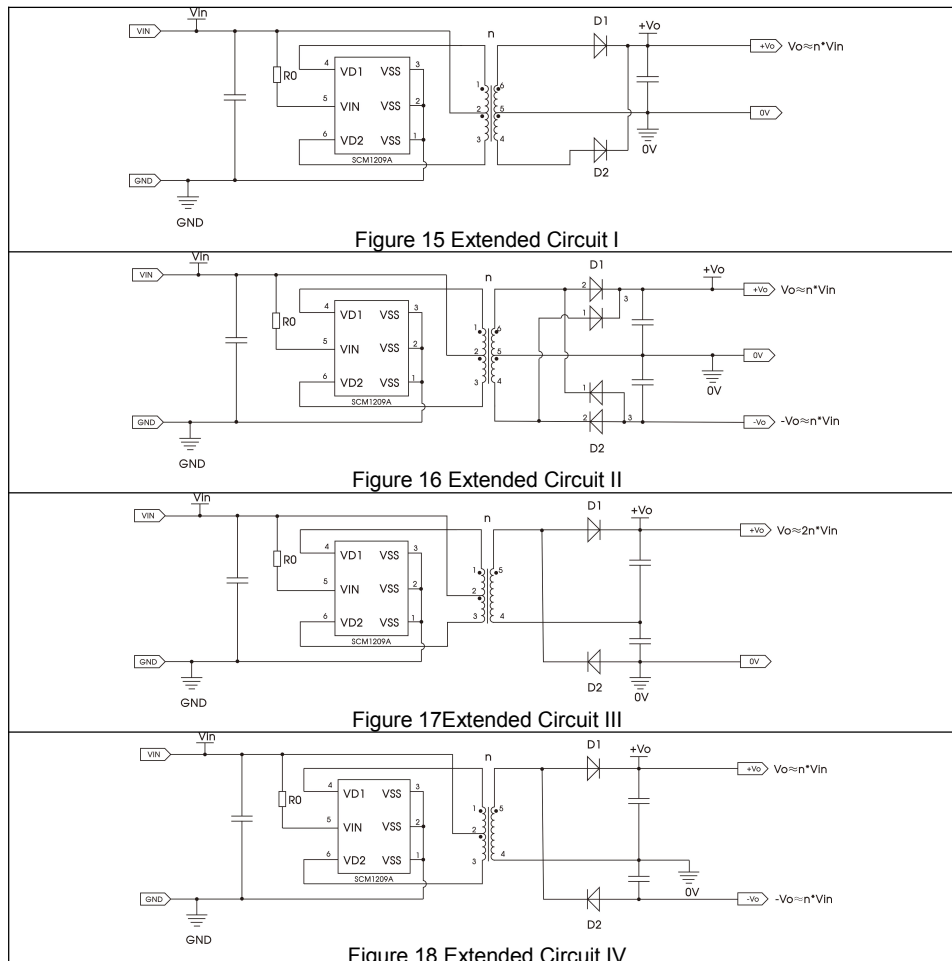 Vin
n
D1
+Vo
VIN
+Vo
Vo≈n*Vin
R0
4
VD1
VSS
3
1
6
5
VIN
VSS
2
2
5
0V
6
VD2
VSS
1
3
4
SCM1209A
D2
0V
GND
GND
Figure 15 Extended Circuit I
Vin
n
D1
+Vo
VIN
2
3
+Vo
Vo≈n*Vin
R0
4
VD1
VSS
3
1
6
1
5
VIN
VSS
2
2
5
0V
0V
6
VD2
VSS
1
3
4
1
SCM1209A
2
3
D2
GND
-Vo
-Vo≈n*Vin
GND
Figure 16 Extended Circuit II
Vin
n
D1
+Vo
VIN
+Vo
Vo≈2n*Vin
R0
4
VD1
VSS
3
1
5
5
VIN
VSS
2
2
6
VD2
VSS
1
3
4
SCM1209A
GND
D2
0V
0V
GND
Figure 17Extended Circuit III
Vin
n
D1
+Vo
VIN
+Vo
Vo≈n*Vin
R0
4
VD1
VSS
3
1
5
5
VIN
VSS
2
2
6
VD2
VSS
1
3
4
0V
SCM1209A
GND
D2
-Vo
-Vo≈n*Vin
GND
Figure 18 Extended Circuit IV